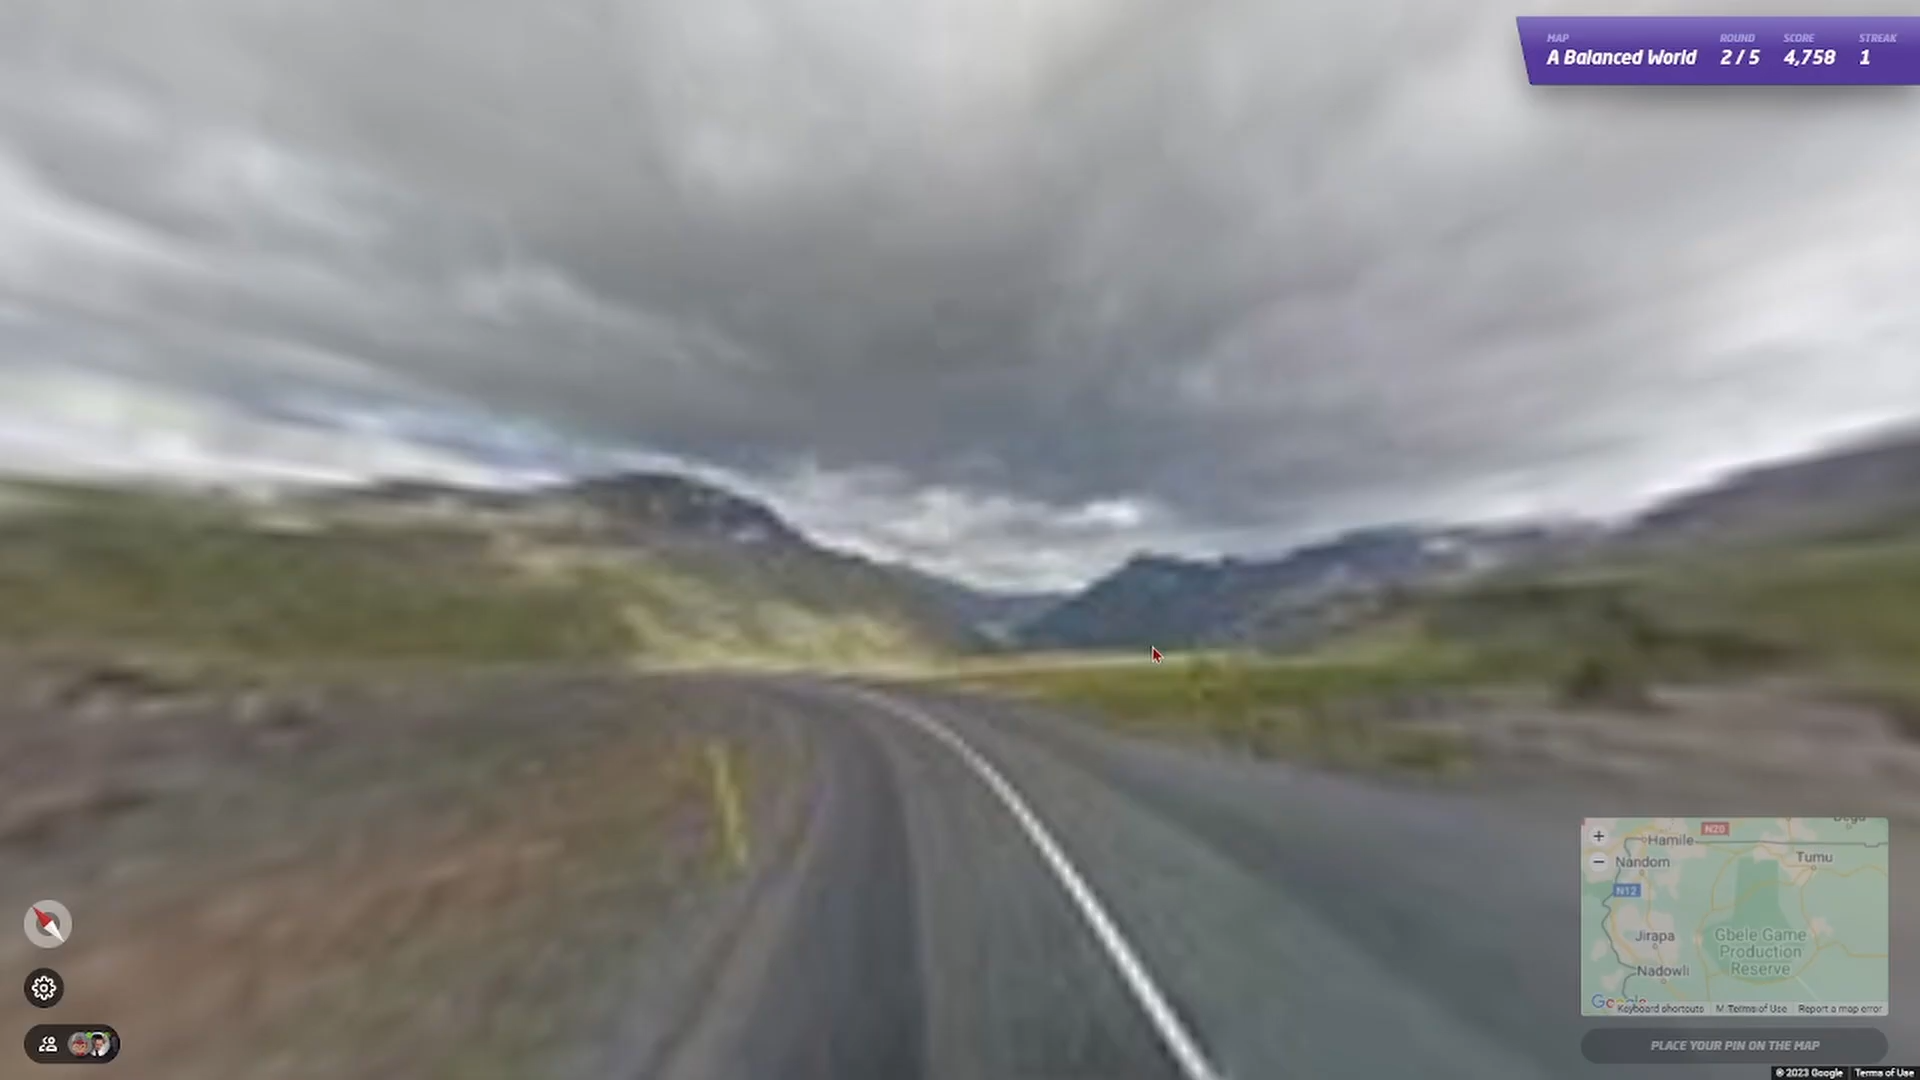 MAP
A Balanced World
ROUND
2 / 5
SCORE
4,758
STREAK
1
N20
Hamile
Tumu
Nandom
N12
Jirapa
Gbele Game
Production
Reserve
Nadowli
Google
Keyboard shortcuts
Terms of Use
Report a map error
PLACE YOUR PIN ON THE MAP
© 2023 Google
Terms of Use